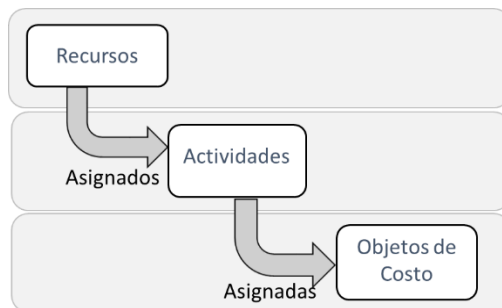 Recursos
Asignados
Actividades
Asignadas
Objetos de
Costo